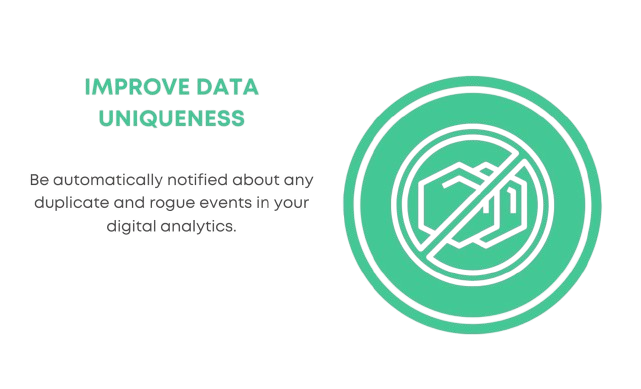 IMPROVE DATA
UNIQUENESS
Be automatically notified about any
duplicate and rogue events in your
digital analytics.